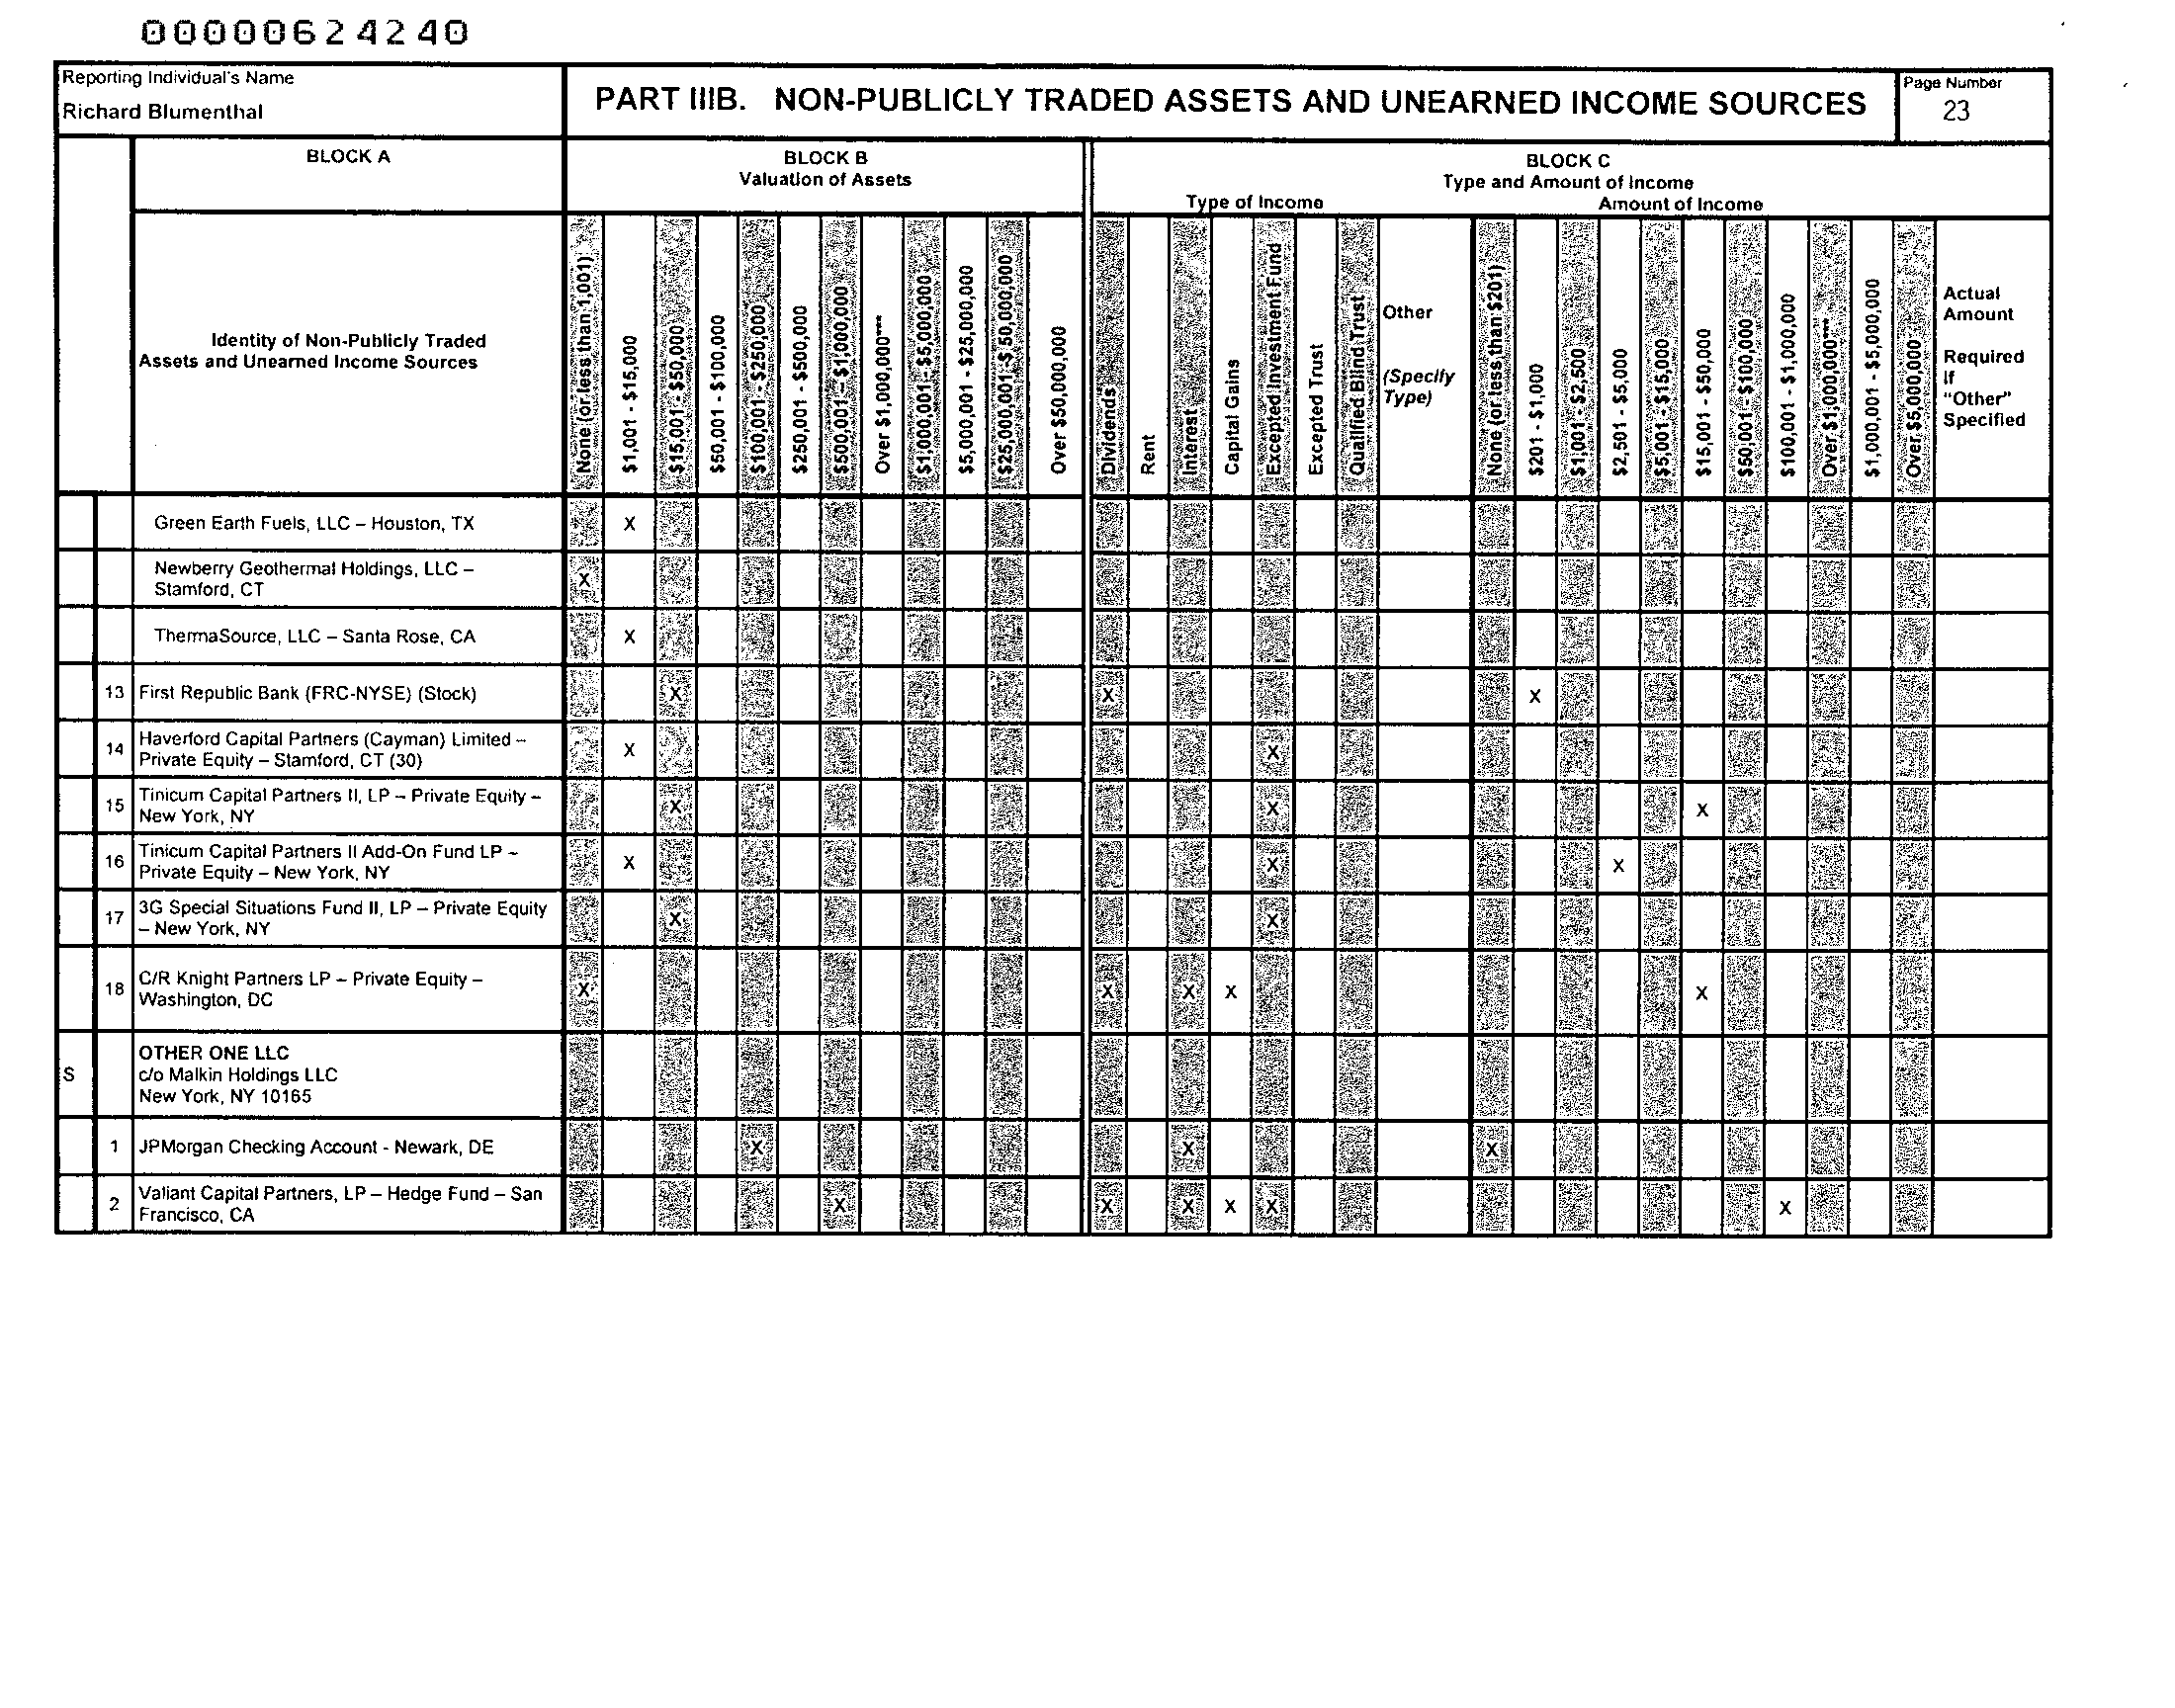 00000624240
Reporting Individual's Name
Richard Blumenthal
PART IIIB. NON-PUBLICLY TRADED ASSETS AND UNEARNED INCOME SOURCES
Page Number
23
BLOCK A
BLOCK B
Valuation of Assets
BLOCK C
Type and Amount of Income
Type of Income
Amount of Income
Identity of Non-Publicly Traded
Assets and Unearned Income Sources
None (or less than 1,001)
$1,001 - $15,000
$15,001 - $50,000
$50,001 - $100,000
$100,001 - $250,000
$250,001 - $500,000
$500,001 - $1,000,000
Over $1,000,000***
$1,000,001 - $5,000,000
$5,000,001 - $25,000,000
$25,000,001 - $50,000,000
Over $50,000,000
Dividends
Rent
Interest
Capital Gains
Excepted Investment Fund
Excepted Trust
Qualified Blind Trust
Other
(Specify
Type)
None (or less than $201)
$201 - $1,000
$1,001 - $2,500
$2,501 - $5,000
$5,001 - $15,000
$15,001 - $50,000
$50,001 - $100,000
$100,001 - $1,000,000
Over $1,000,000***
$1,000,001 - $5,000,000
Over $5,000,000
Actual
Amount
Required
If
"Other"
Specified
Green Earth Fuels, LLC – Houston, TX X
Newberry Geothermal Holdings, LLC –
Stamford, CT X
ThermaSource, LLC – Santa Rose, CA X
13 First Republic Bank (FRC-NYSE) (Stock) X X X
14 Haverford Capital Partners (Cayman) Limited –
Private Equity – Stamford, CT (30) X X
15 Tinicum Capital Partners II, LP – Private Equity –
New York, NY X X X
16 Tinicum Capital Partners II Add-On Fund LP –
Private Equity – New York, NY X X X
17 3G Special Situations Fund II, LP – Private Equity
– New York, NY X X
18 C/R Knight Partners LP – Private Equity –
Washington, DC X X X X X
S OTHER ONE LLC
c/o Malkin Holdings LLC
New York, NY 10165
1 JPMorgan Checking Account - Newark, DE X X X
2 Valiant Capital Partners, LP – Hedge Fund – San
Francisco, CA X X X X X X